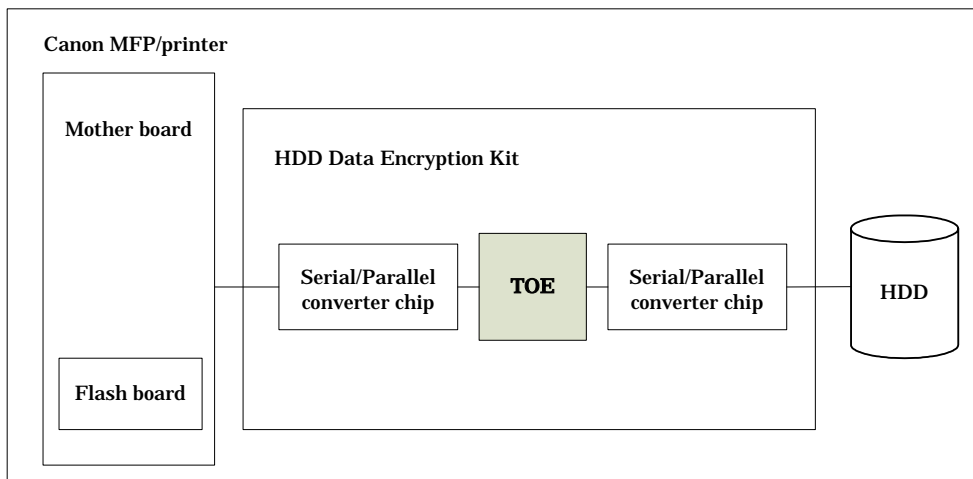 Canon MFP/printer
Mother board
HDD Data Encryption Kit
Serial/Parallel
converter chip
TOE
Serial/Parallel
converter chip
HDD
Flash board